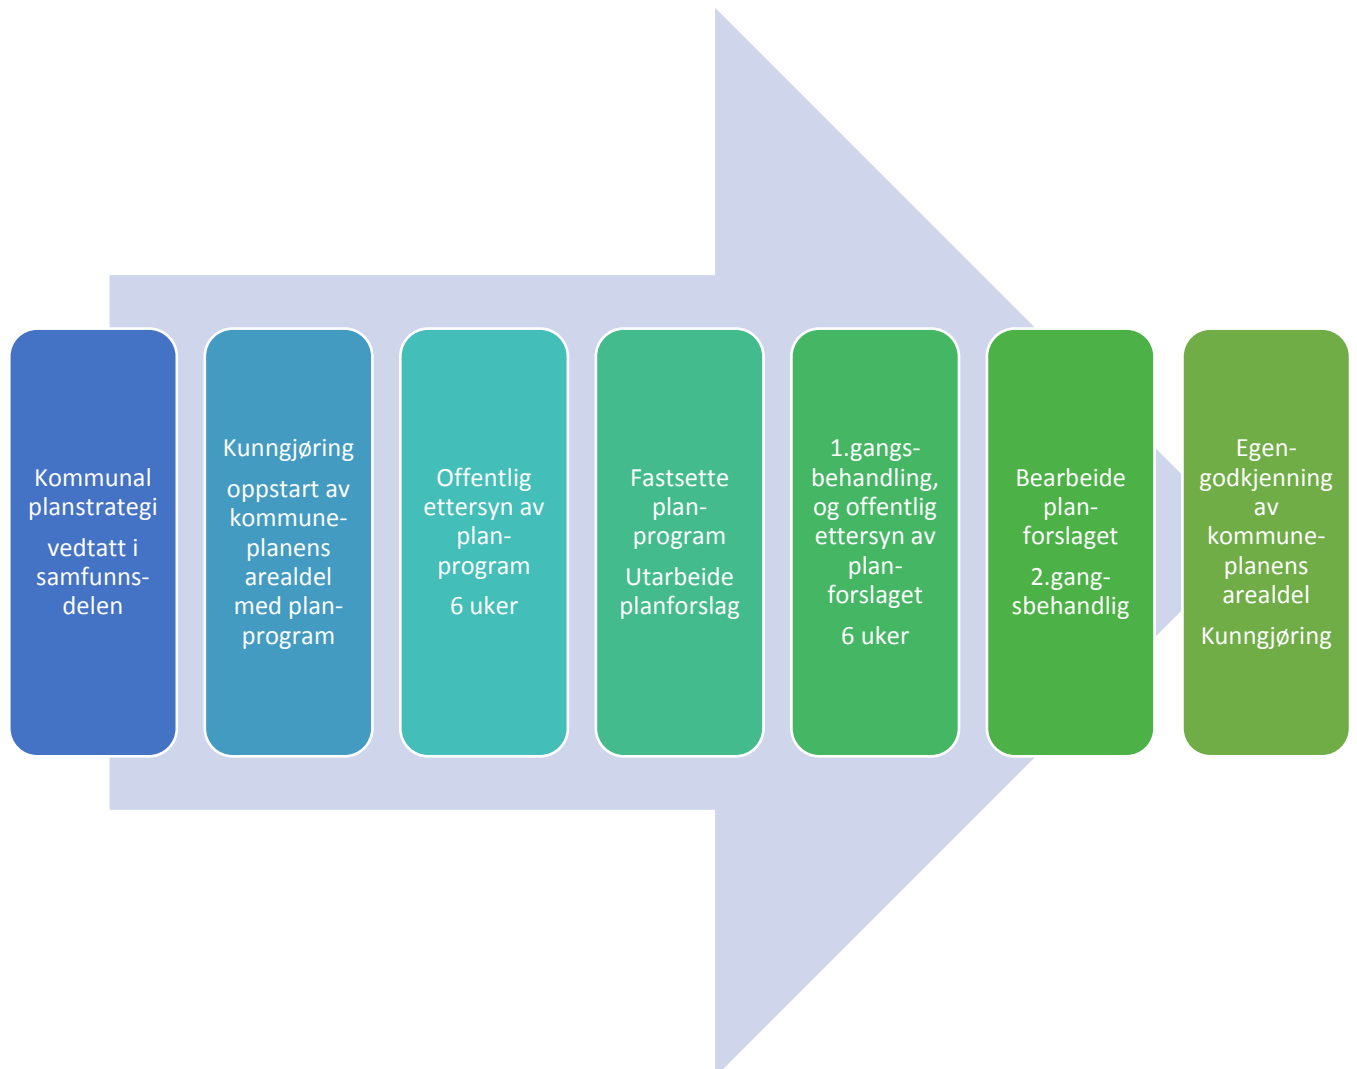 Kommunal
planstrategi
vedtatt i
samfunns-
delen
Kunngjøring
oppstart av
kommune-
planens
arealdel
med plan-
program
Offentlig
ettersyn av
plan-
program
6 uker
Fastsette
plan-
program
Utarbeide
planforslag
1.gangs-
behandling,
og offentlig
ettersyn av
plan-
forslaget
6 uker
Bearbeide
plan-
forslaget
2.gang-
sbehandlig
Egen-
godkjenning
av
kommune-
planens
arealdel
Kunngjøring